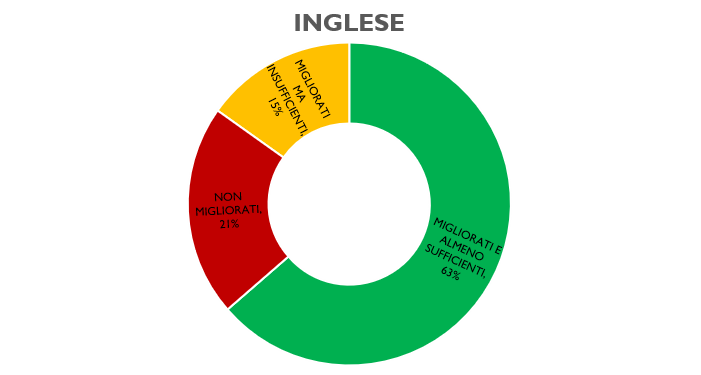 INGLESE
MIGLIORATI
MA
INSUFFICIENTI,
15%
NON
MIGLIORATI,
21%
MIGLIORATI E
ALMENO
SUFFICIENTI,
63%